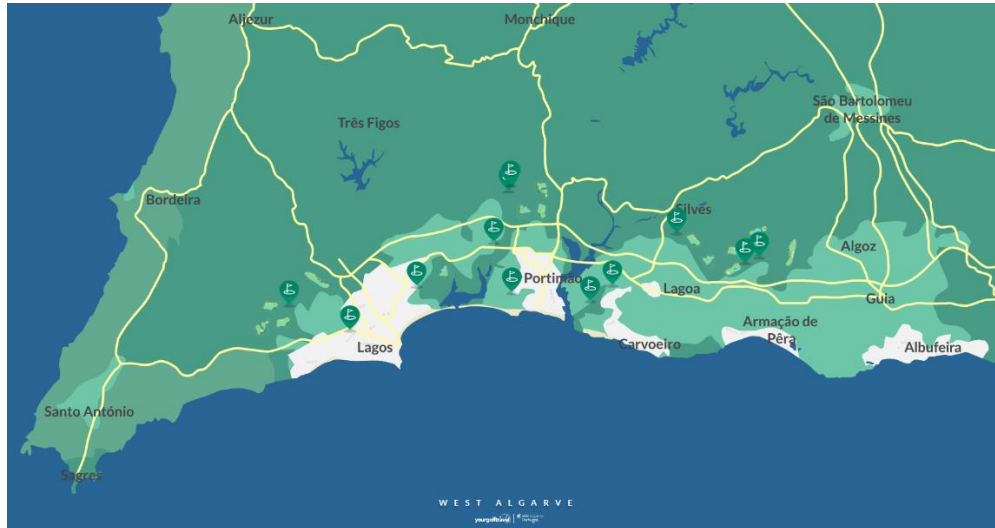 Aljezur
Monchique
São Bartolomeu
de Messines
Três Figos
Bordeira
Silves
Algoz
Portimão
Lagoa
Guia
Lagos
Carvoeiro
Armação de
Pêra
Albufeira
Santo António
Sagres
WEST ALGARVE
yourgolftravel